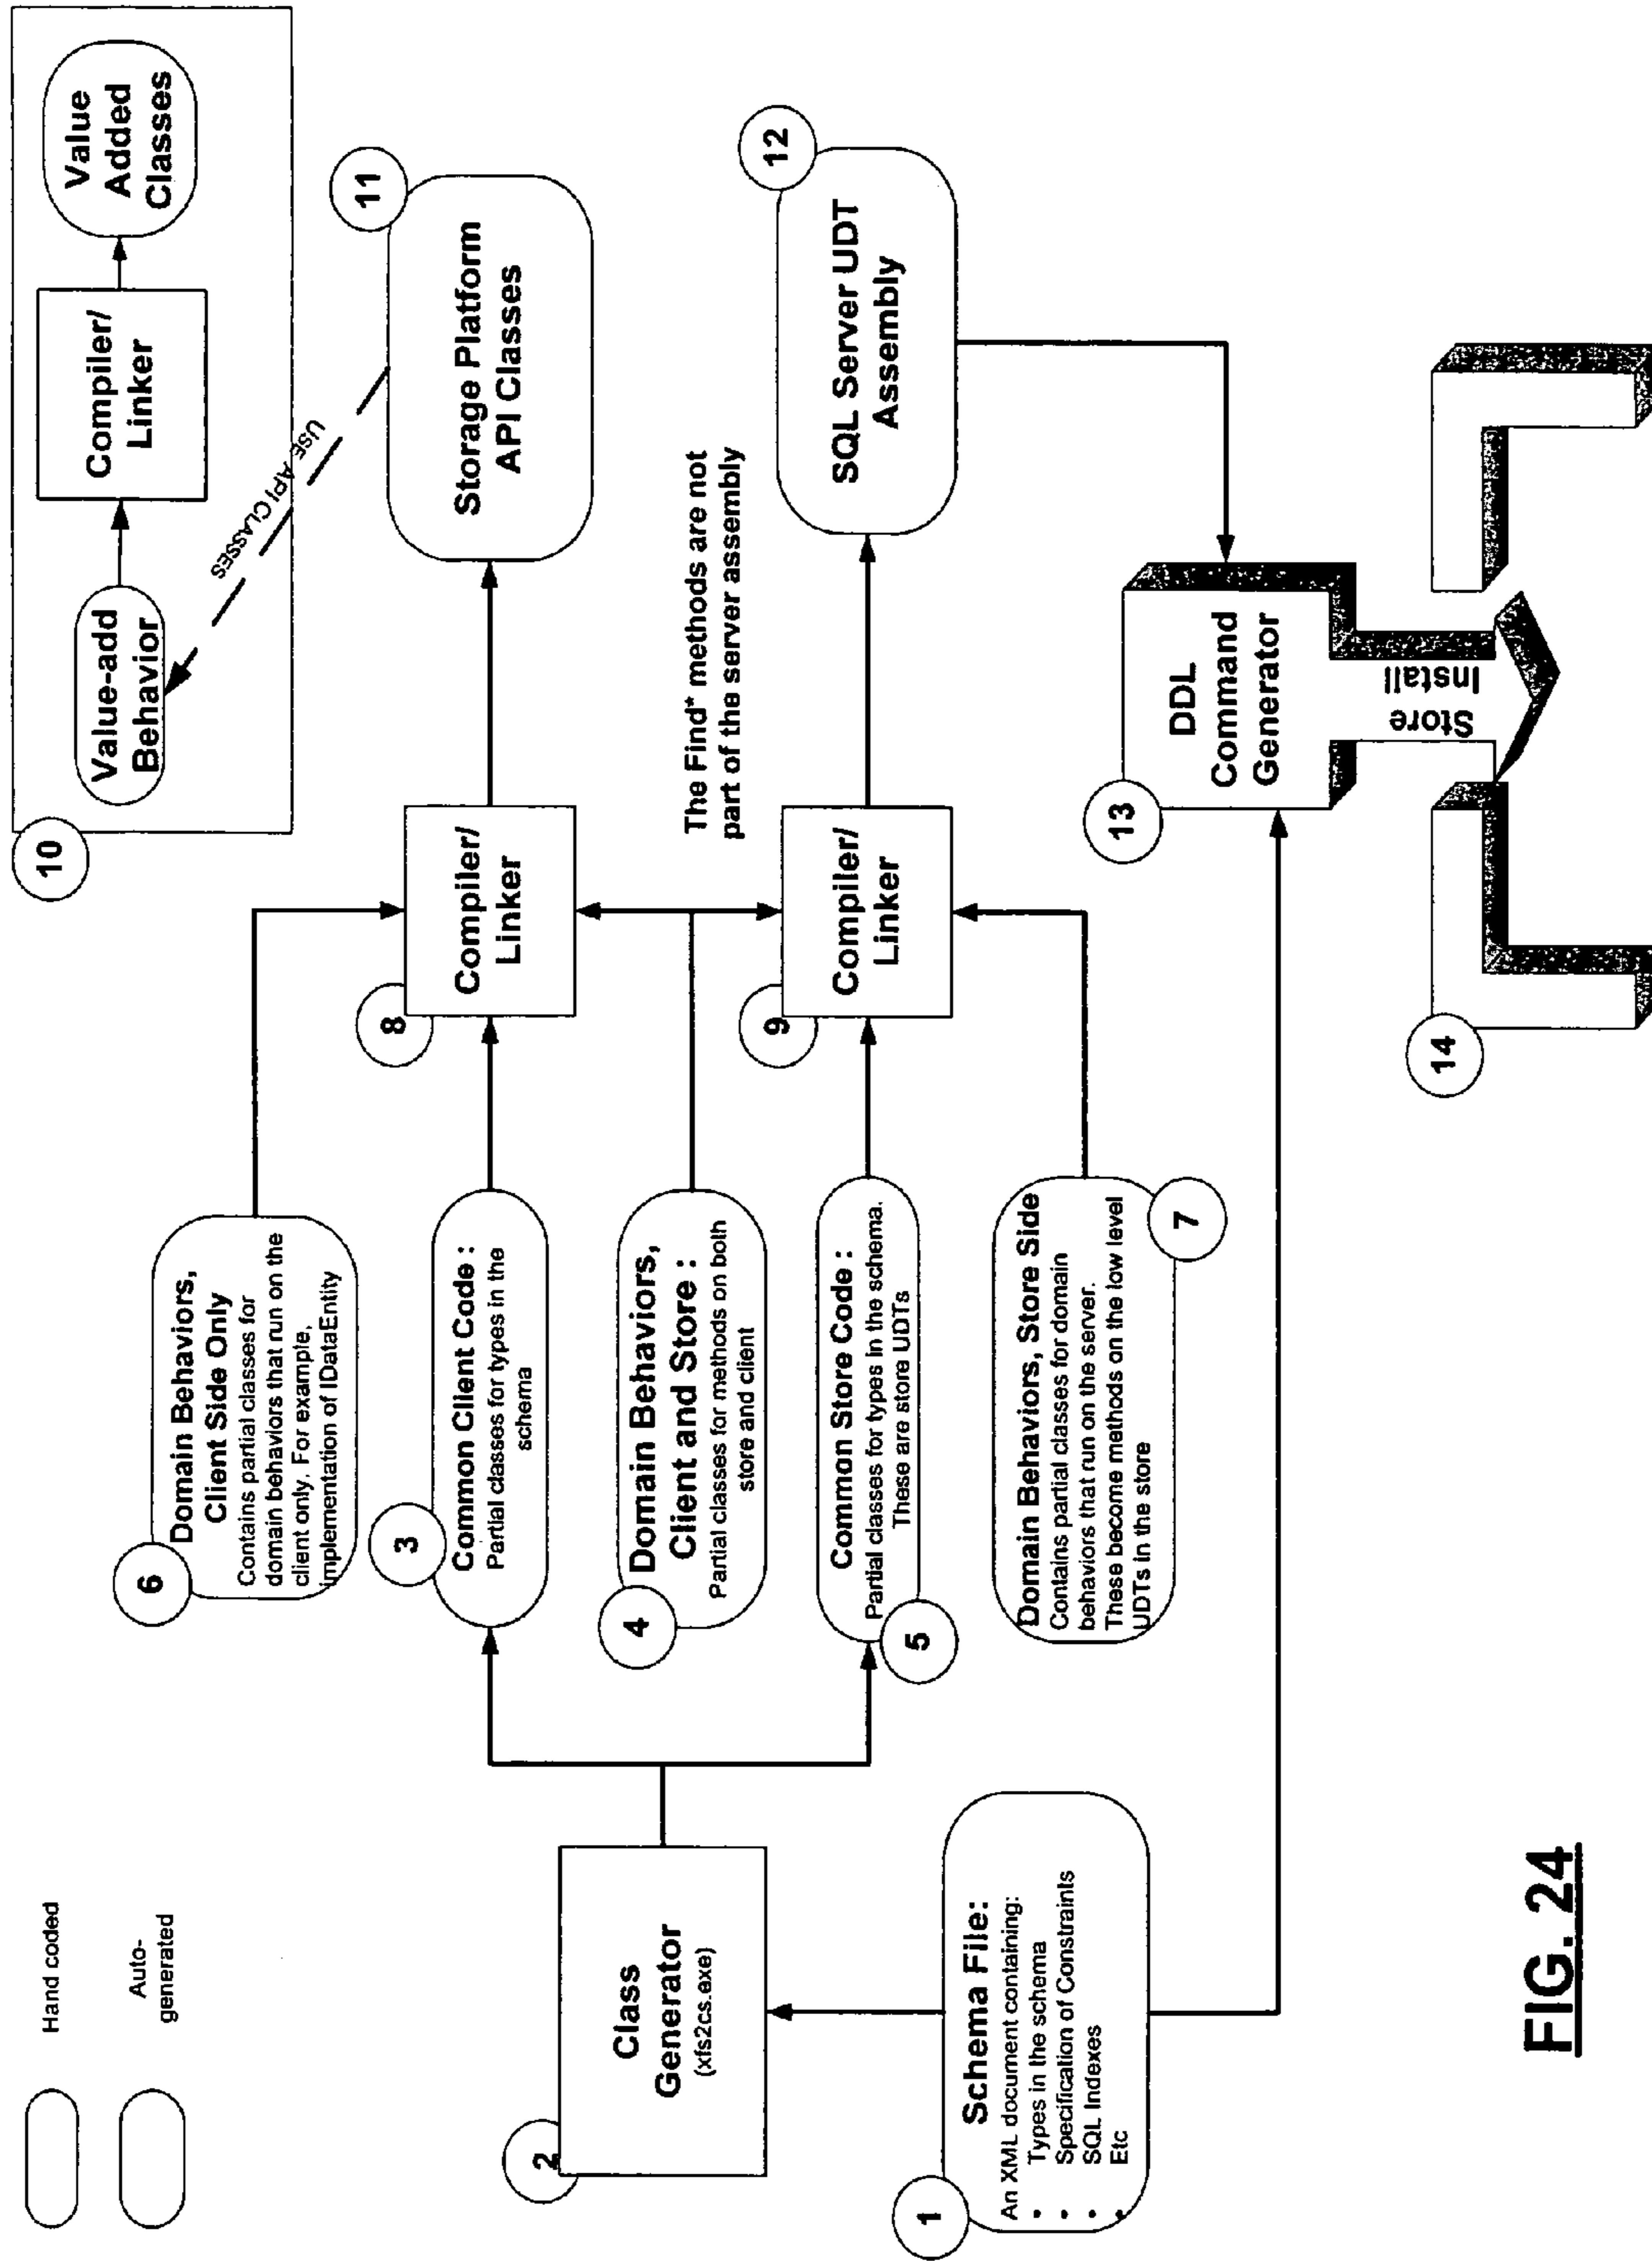 Hand coded
Auto-
generated
10
Value-add
Behavior
Compiler/
Linker
Value
Added
Classes
USE API CLASSES
6
Domain Behaviors,
Client Side Only
Contains partial classes for
domain behaviors that run on the
client only. For example,
implementation of IDataEntity
3
Common Client Code :
Partial classes for types in the
schema
8
Compiler/
Linker
11
Storage Platform
API Classes
2
Class
Generator
(xfs2cs.exe)
4
Domain Behaviors,
Client and Store :
Partial classes for methods on both
store and client
The Find* methods are not
part of the server assembly
5
Common Store Code :
Partial classes for types in the schema.
These are store UDTs
9
Compiler/
Linker
12
SQL Server UDT
Assembly
1
Schema File:
An XML document containing:
• Types in the schema
• Specification of Constraints
• SQL Indexes
• Etc
7
Domain Behaviors, Store Side
Contains partial classes for domain
behaviors that run on the server.
These become methods on the low level
UDTs in the store
13
DDL
Command
Generator
Store
Install
14
FIG. 24